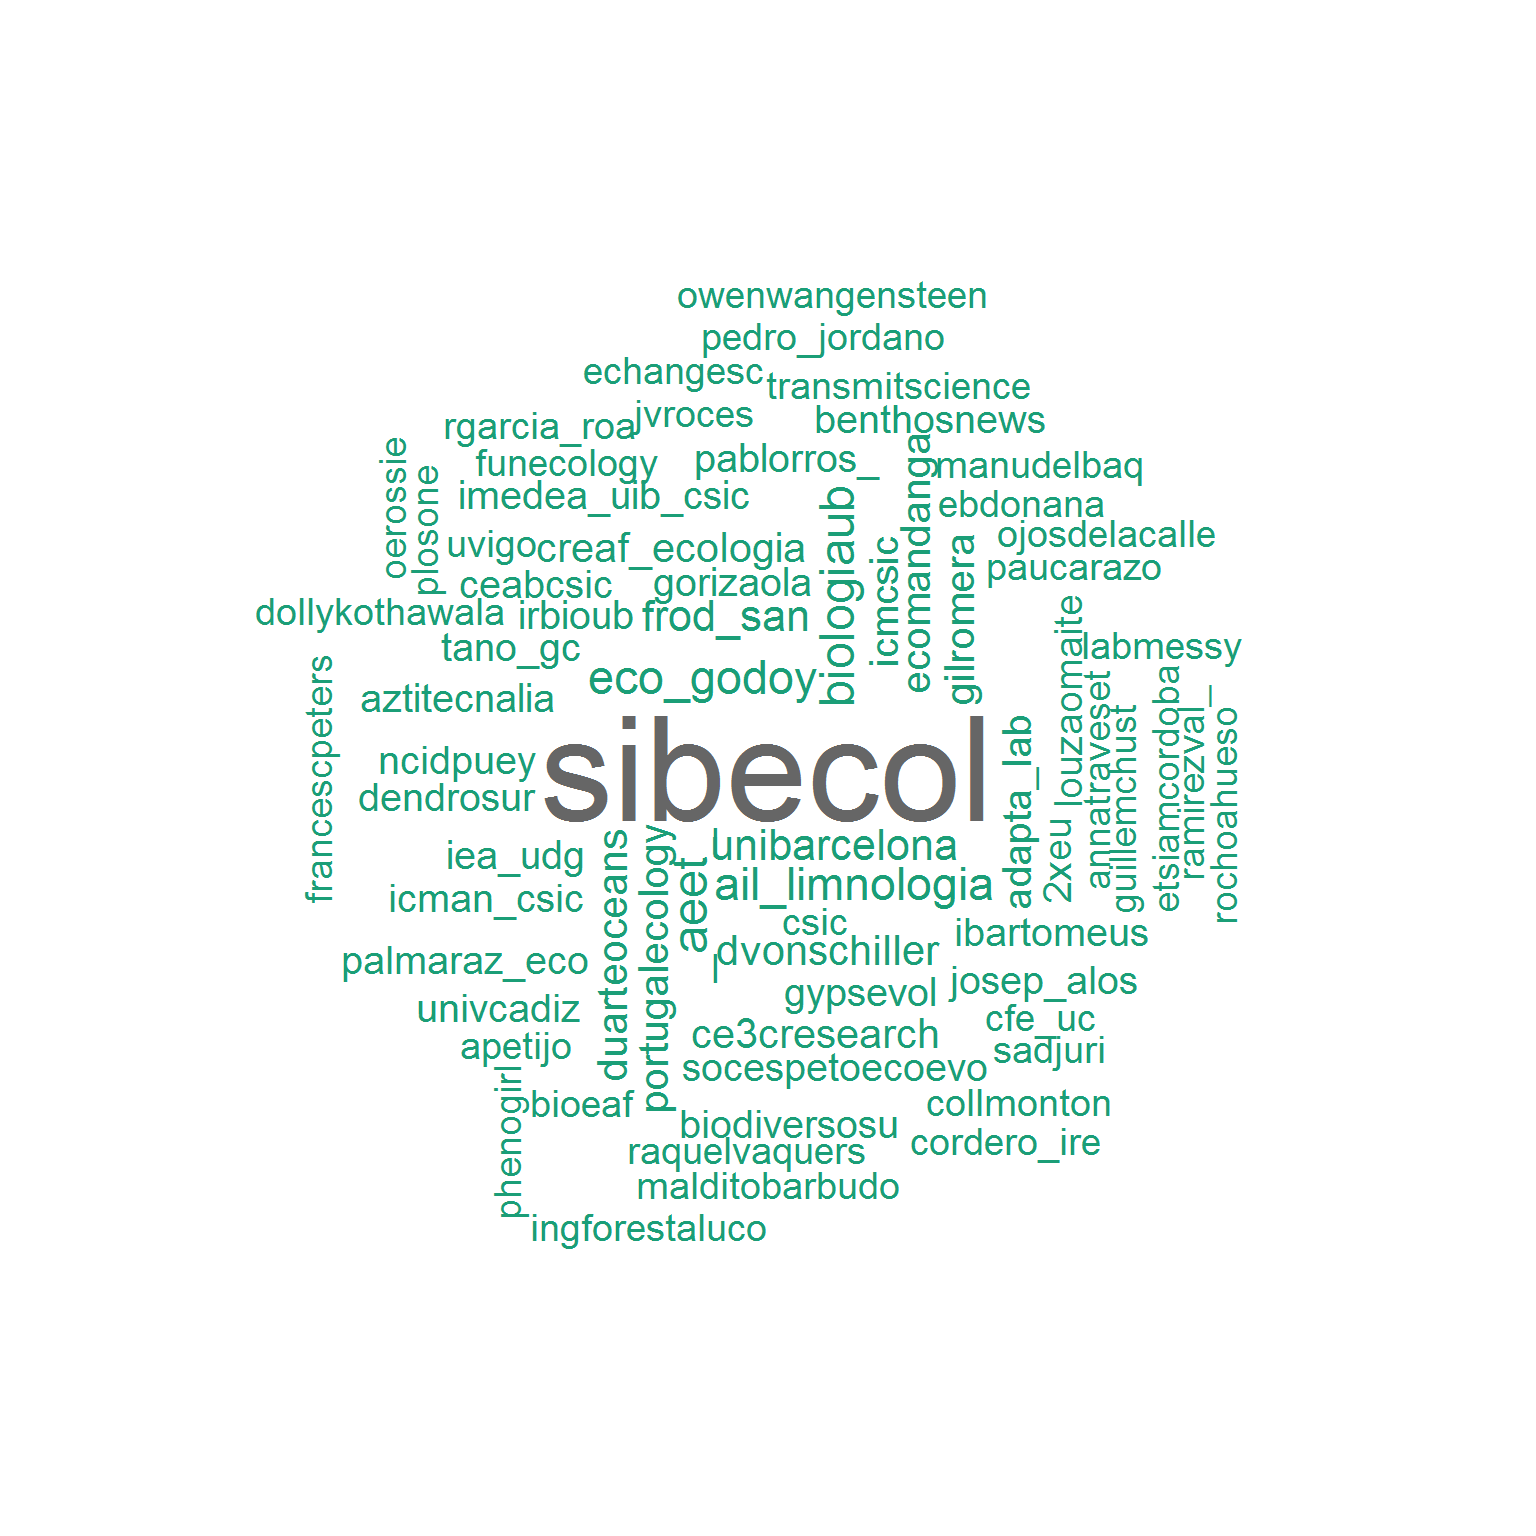 owenwangensteen
pedro_jordano
echangesc
transmitscience
jvroces
benthosnews
rgarcia_roa
funecology
pablorros_
manudelbaq
oerossie
plosone
imedea_uib_csic
biologiaub
ecomandanga
ebdonana
ojosdelacalle
uvigo
creaf_ecologia
icmcsic
gilromera
paucarazo
ceabcsic
gorizaola
dollykothawala
irbioub
frod_san
tano_gc
louzaomaite
labmessy
eco_godoy
francescpeters
aztitecnalia
annatraveset
etsiamcordoba
ramirezval_
guillemchust
rochoahueso
sibecol
adapta_lab
ncidpuey
dendrosur
2xeu
iea_udg
duarteoceans
portugalecology
_aeet_
unibarcelona
ail_limnologia
icman_csic
csic
ibartomeus
dvonschiller
palmaraz_eco
josep_alos
gypsevol
univcadiz
cfe_uc
ce3cresearch
apetijo
sadjuri
socespetoecoevo
phenogirl
bioeaf
collmonton
biodiversosu
cordero_ire
raquelvaquers
malditobarbudo
ingforestaluco